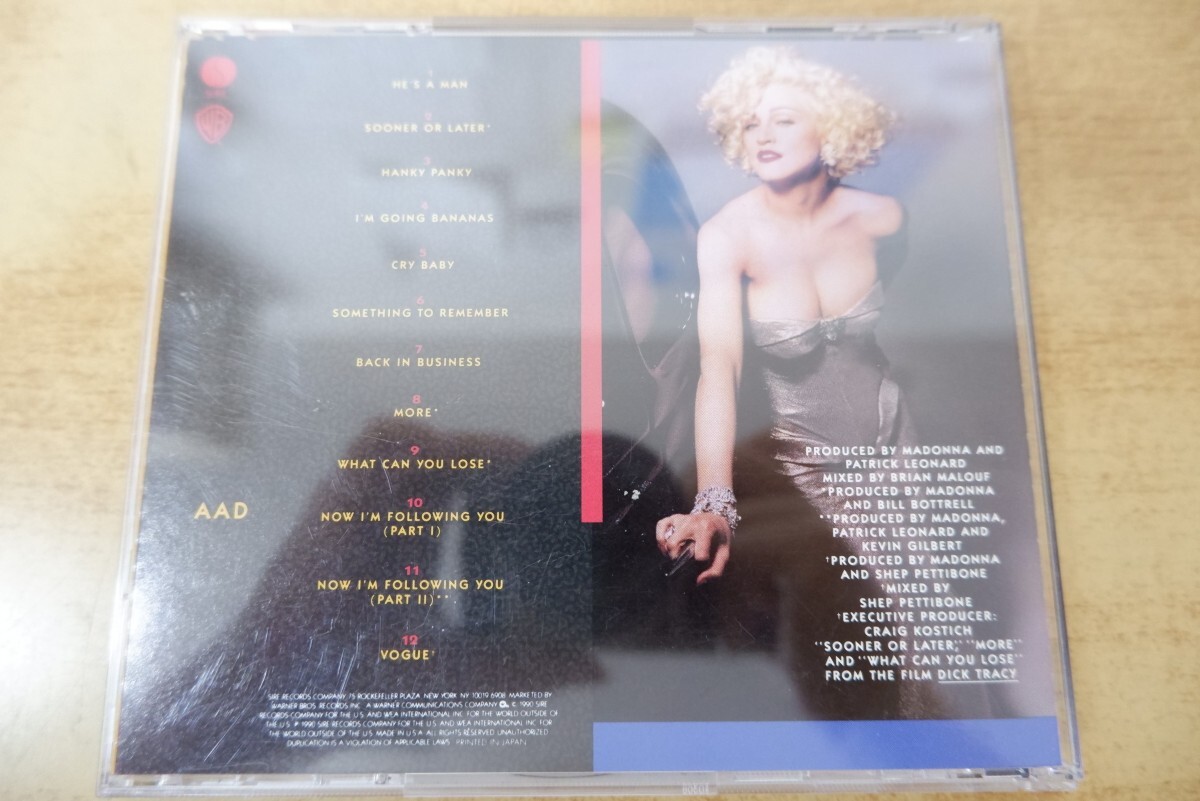 1
HE'S A MAN
2
SOONER OR LATER*
3
HANKY PANKY
4
I'M GOING BANANAS
5
CRY BABY
6
SOMETHING TO REMEMBER
7
BACK IN BUSINESS
8
MORE*
9
WHAT CAN YOU LOSE*
10
NOW I'M FOLLOWING YOU
(PART I)
11
NOW I'M FOLLOWING YOU
(PART II)**
12
VOGUE†
AAD
PRODUCED BY MADONNA AND
PATRICK LEONARD
MIXED BY BRIAN MALOUF
*PRODUCED BY MADONNA
AND BILL BOTTRELL
**PRODUCED BY MADONNA,
PATRICK LEONARD AND
KEVIN GILBERT
†PRODUCED BY MADONNA
AND SHEP PETTIBONE
†MIXED BY
SHEP PETTIBONE
†EXECUTIVE PRODUCER:
CRAIG KOSTICH
"SOONER OR LATER," "MORE"
AND "WHAT CAN YOU LOSE"
FROM THE FILM DICK TRACY
SIRE RECORDS COMPANY, 75 ROCKEFELLER PLAZA, NEW YORK, NY 10019-6908. MARKETED BY
WARNER BROS. RECORDS INC. A WARNER COMMUNICATIONS COMPANY © 1990 SIRE
RECORDS COMPANY FOR THE U.S. AND WEA INTERNATIONAL INC. FOR THE WORLD OUTSIDE OF
THE U.S. ℗ 1990 SIRE RECORDS COMPANY FOR THE U.S. AND WEA INTERNATIONAL INC. FOR
THE WORLD OUTSIDE OF THE U.S. MADE IN U.S.A. ALL RIGHTS RESERVED. UNAUTHORIZED
DUPLICATION IS A VIOLATION OF APPLICABLE LAWS. PRINTED IN JAPAN